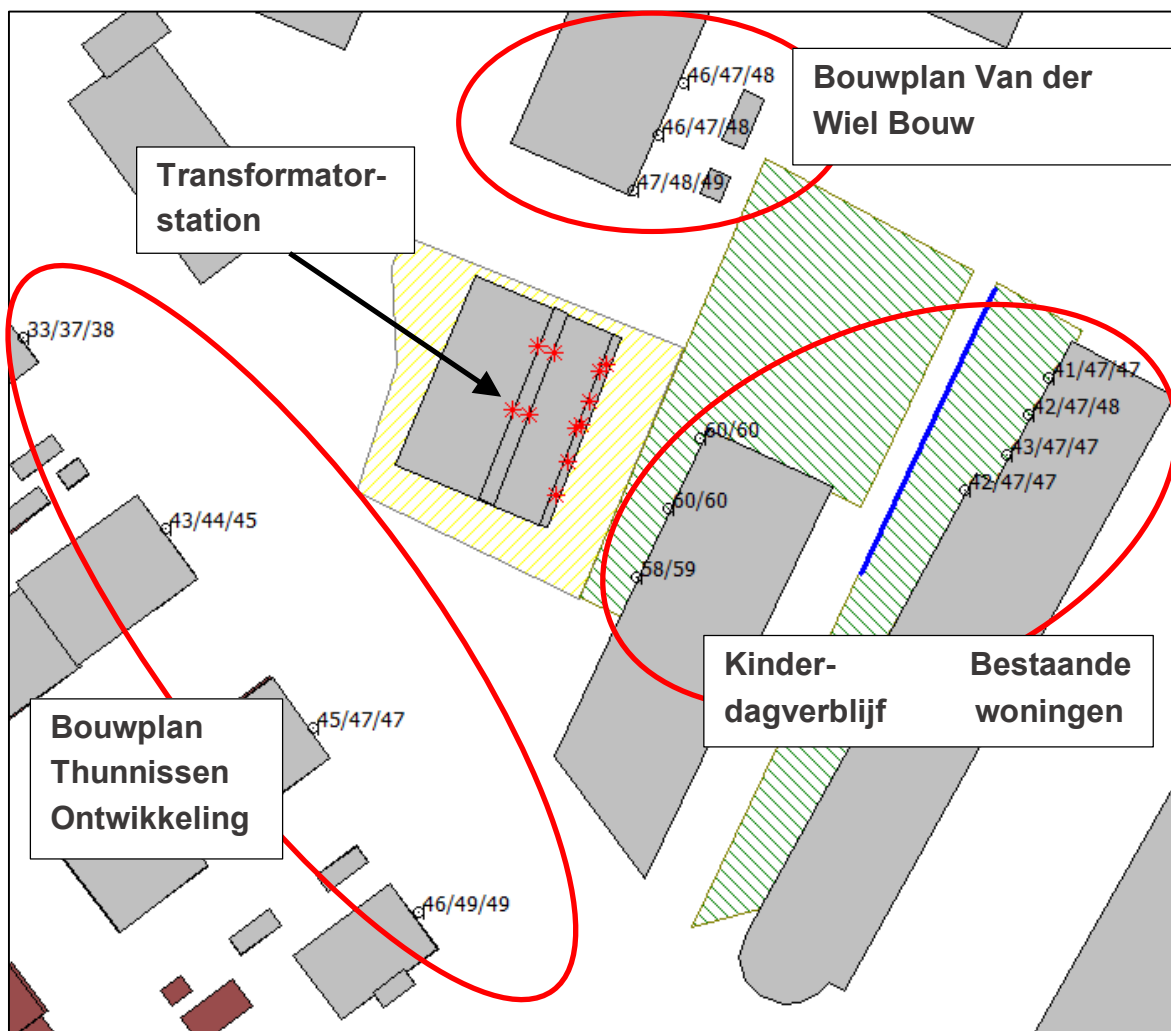 46/47/48
46/47/48
47/48/49
Bouwplan Van der
Wiel Bouw
Transformator-
station
33/37/38
41/47/47
42/47/48
43/47/47
42/47/47
60/60
60/60
58/59
43/44/45
45/47/47
46/49/49
Kinder- Bestaande
dagverblijf woningen
Bouwplan
Thunnissen
Ontwikkeling